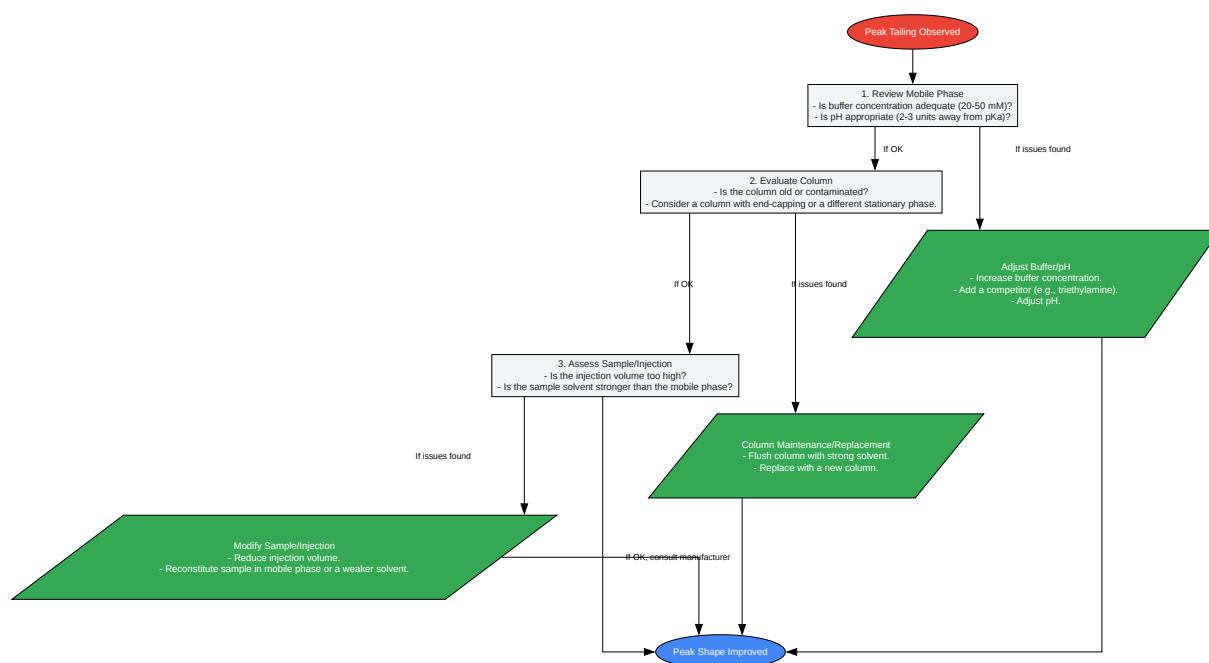 Peak Tailing Observed
1. Review Mobile Phase
- Is buffer concentration adequate (20-50 mM)?
- Is pH appropriate (2-3 units away from pKa)?
If OK
If issues found
2. Evaluate Column
- Is the column old or contaminated?
- Consider a column with end-capping or a different stationary phase.
Adjust Buffer/pH
- Increase buffer concentration.
- Add a competitor (e.g., triethylamine).
- Adjust pH.
If OK
If issues found
3. Assess Sample/Injection
- Is the injection volume too high?
- Is the sample solvent stronger than the mobile phase?
Column Maintenance/Replacement
- Flush column with strong solvent.
- Replace with a new column.
If issues found
Modify Sample/Injection
- Reduce injection volume.
- Reconstitute sample in mobile phase or a weaker solvent.
If OK, consult manufacturer
Peak Shape Improved